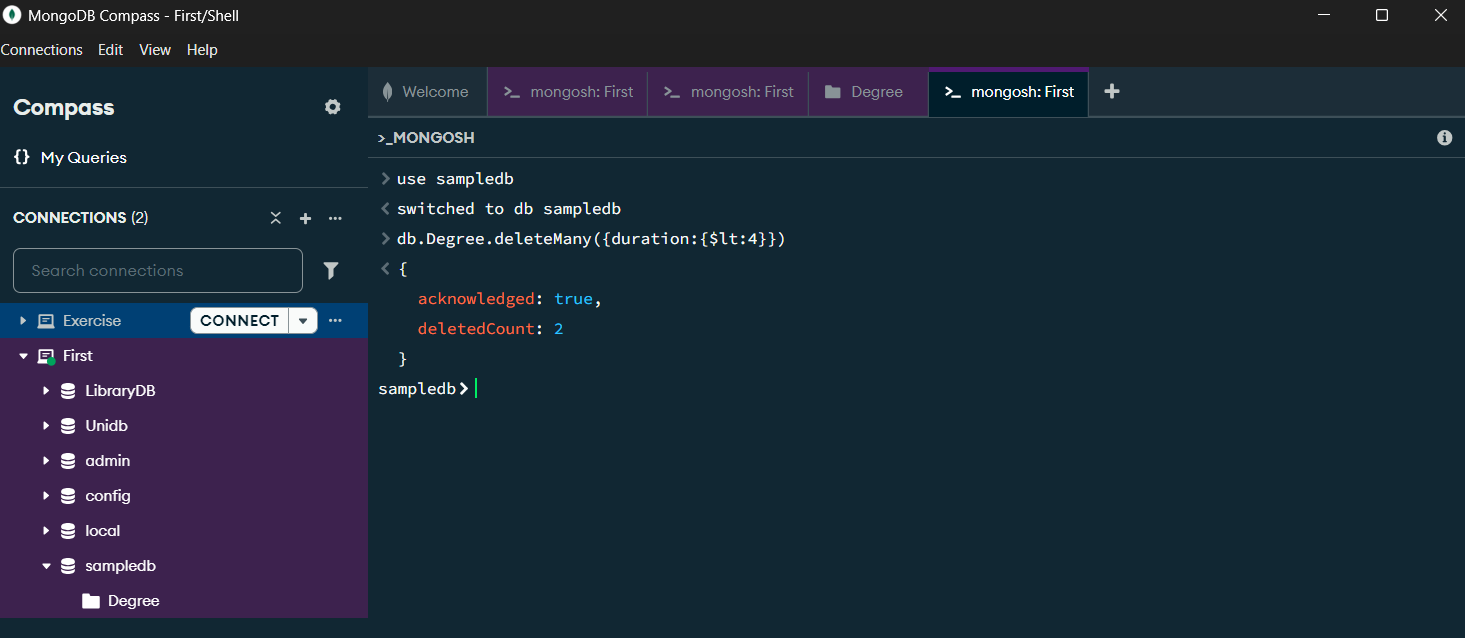 MongoDB Compass - First/Shell
Connections Edit View Help
Compass
{} My Queries
CONNECTIONS (2)
Search connections
Exercise CONNECT
First
LibraryDB
Unidb
admin
config
local
sampledb
Degree
Welcome >_ mongosh: First >_ mongosh: First Degree >_ mongosh: First +
>_MONGOSH
> use sampledb
< switched to db sampledb
> db.Degree.deleteMany({duration:{$lt:4}})
< {
acknowledged: true,
deletedCount: 2
}
sampledb>